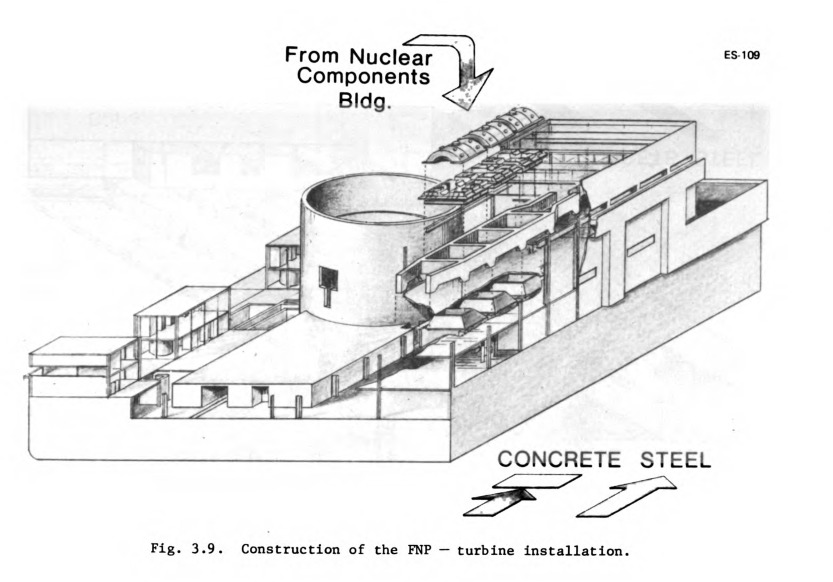 From Nuclear
Components
Bldg.
ES-109
CONCRETE STEEL
Fig. 3.9. Construction of the FNP — turbine installation.